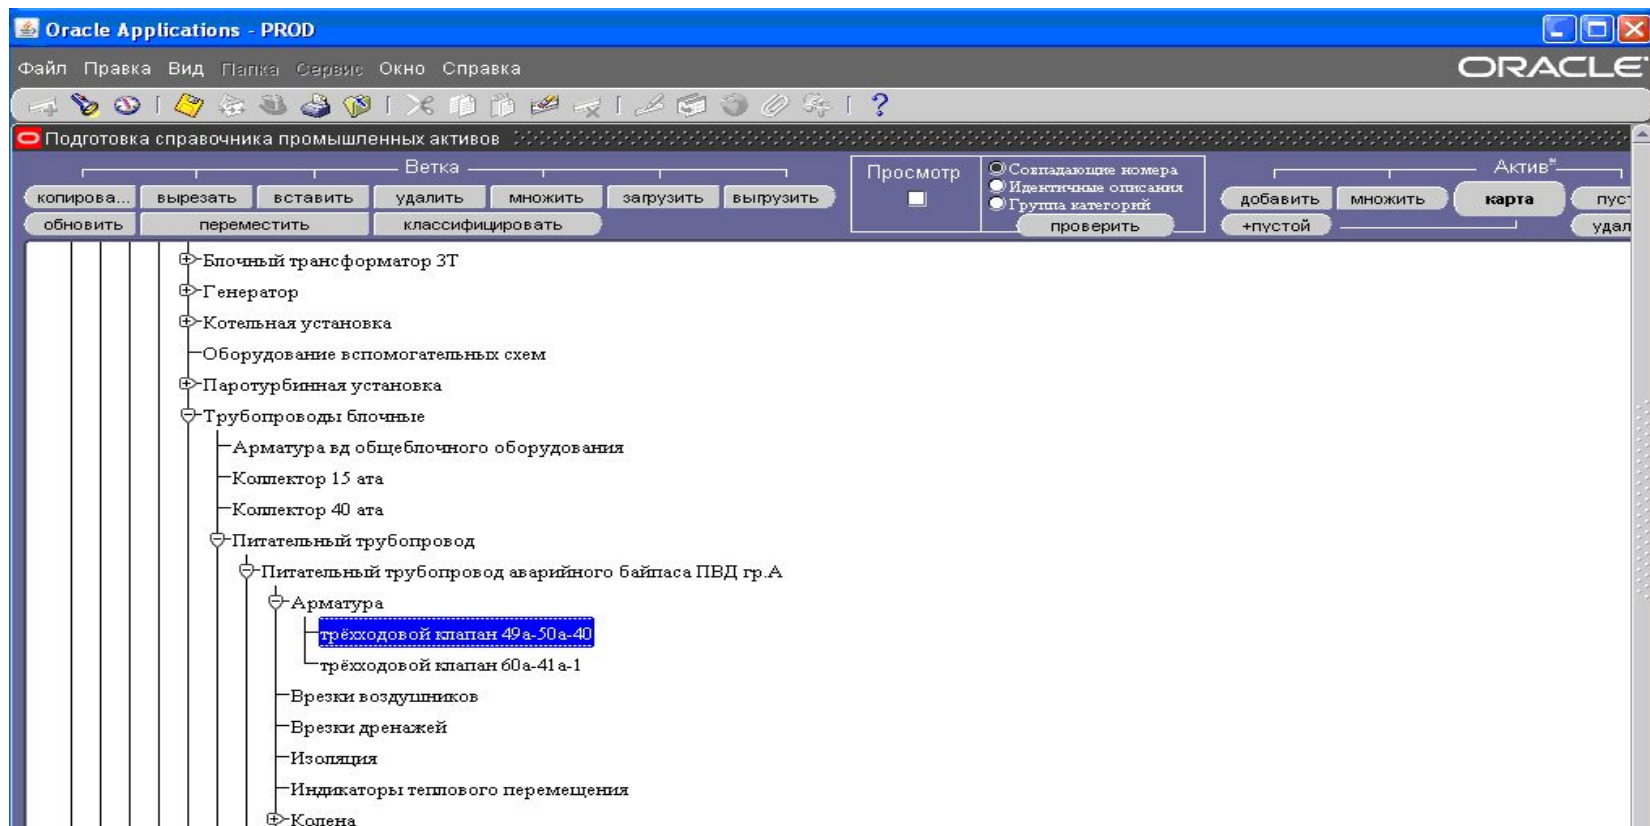 Oracle Applications - PROD
Файл Правка Вид Папка Сервис Окно Справка
ORACLE
?
Подготовка справочника промышленных активов
Ветка
копирова... вырезать вставить удалить множить загрузить выгрузить
обновить переместить классифицировать
Просмотр
Совпадающие номера
Идентичные описания
Группа категорий
проверить
Актив"
добавить множить карта пуст
+пустой удал
Блочный трансформатор 3Т
Генератор
Котельная установка
Оборудование вспомогательных схем
Паротурбинная установка
Трубопроводы блочные
Арматура вд общеблочного оборудования
Коллектор 15 ата
Коллектор 40 ата
Питательный трубопровод
Питательный трубопровод аварийного байпаса ПВД гр.А
Арматура
трёхходовой клапан 49а-50а-40
трёхходовой клапан 60а-41а-1
Врезки воздушников
Врезки дренажей
Изоляция
Индикаторы теплового перемещения
Колена